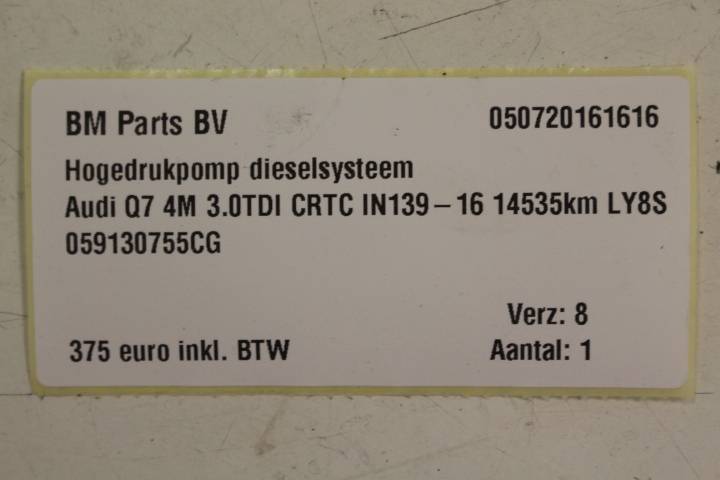 BM Parts BV 050720161616
Hogedrukpomp dieselsysteem
Audi Q7 4M 3.0TDI CRTC IN139-16 14535km LY8S
059130755CG
Verz: 8
375 euro inkl. BTW Aantal: 1